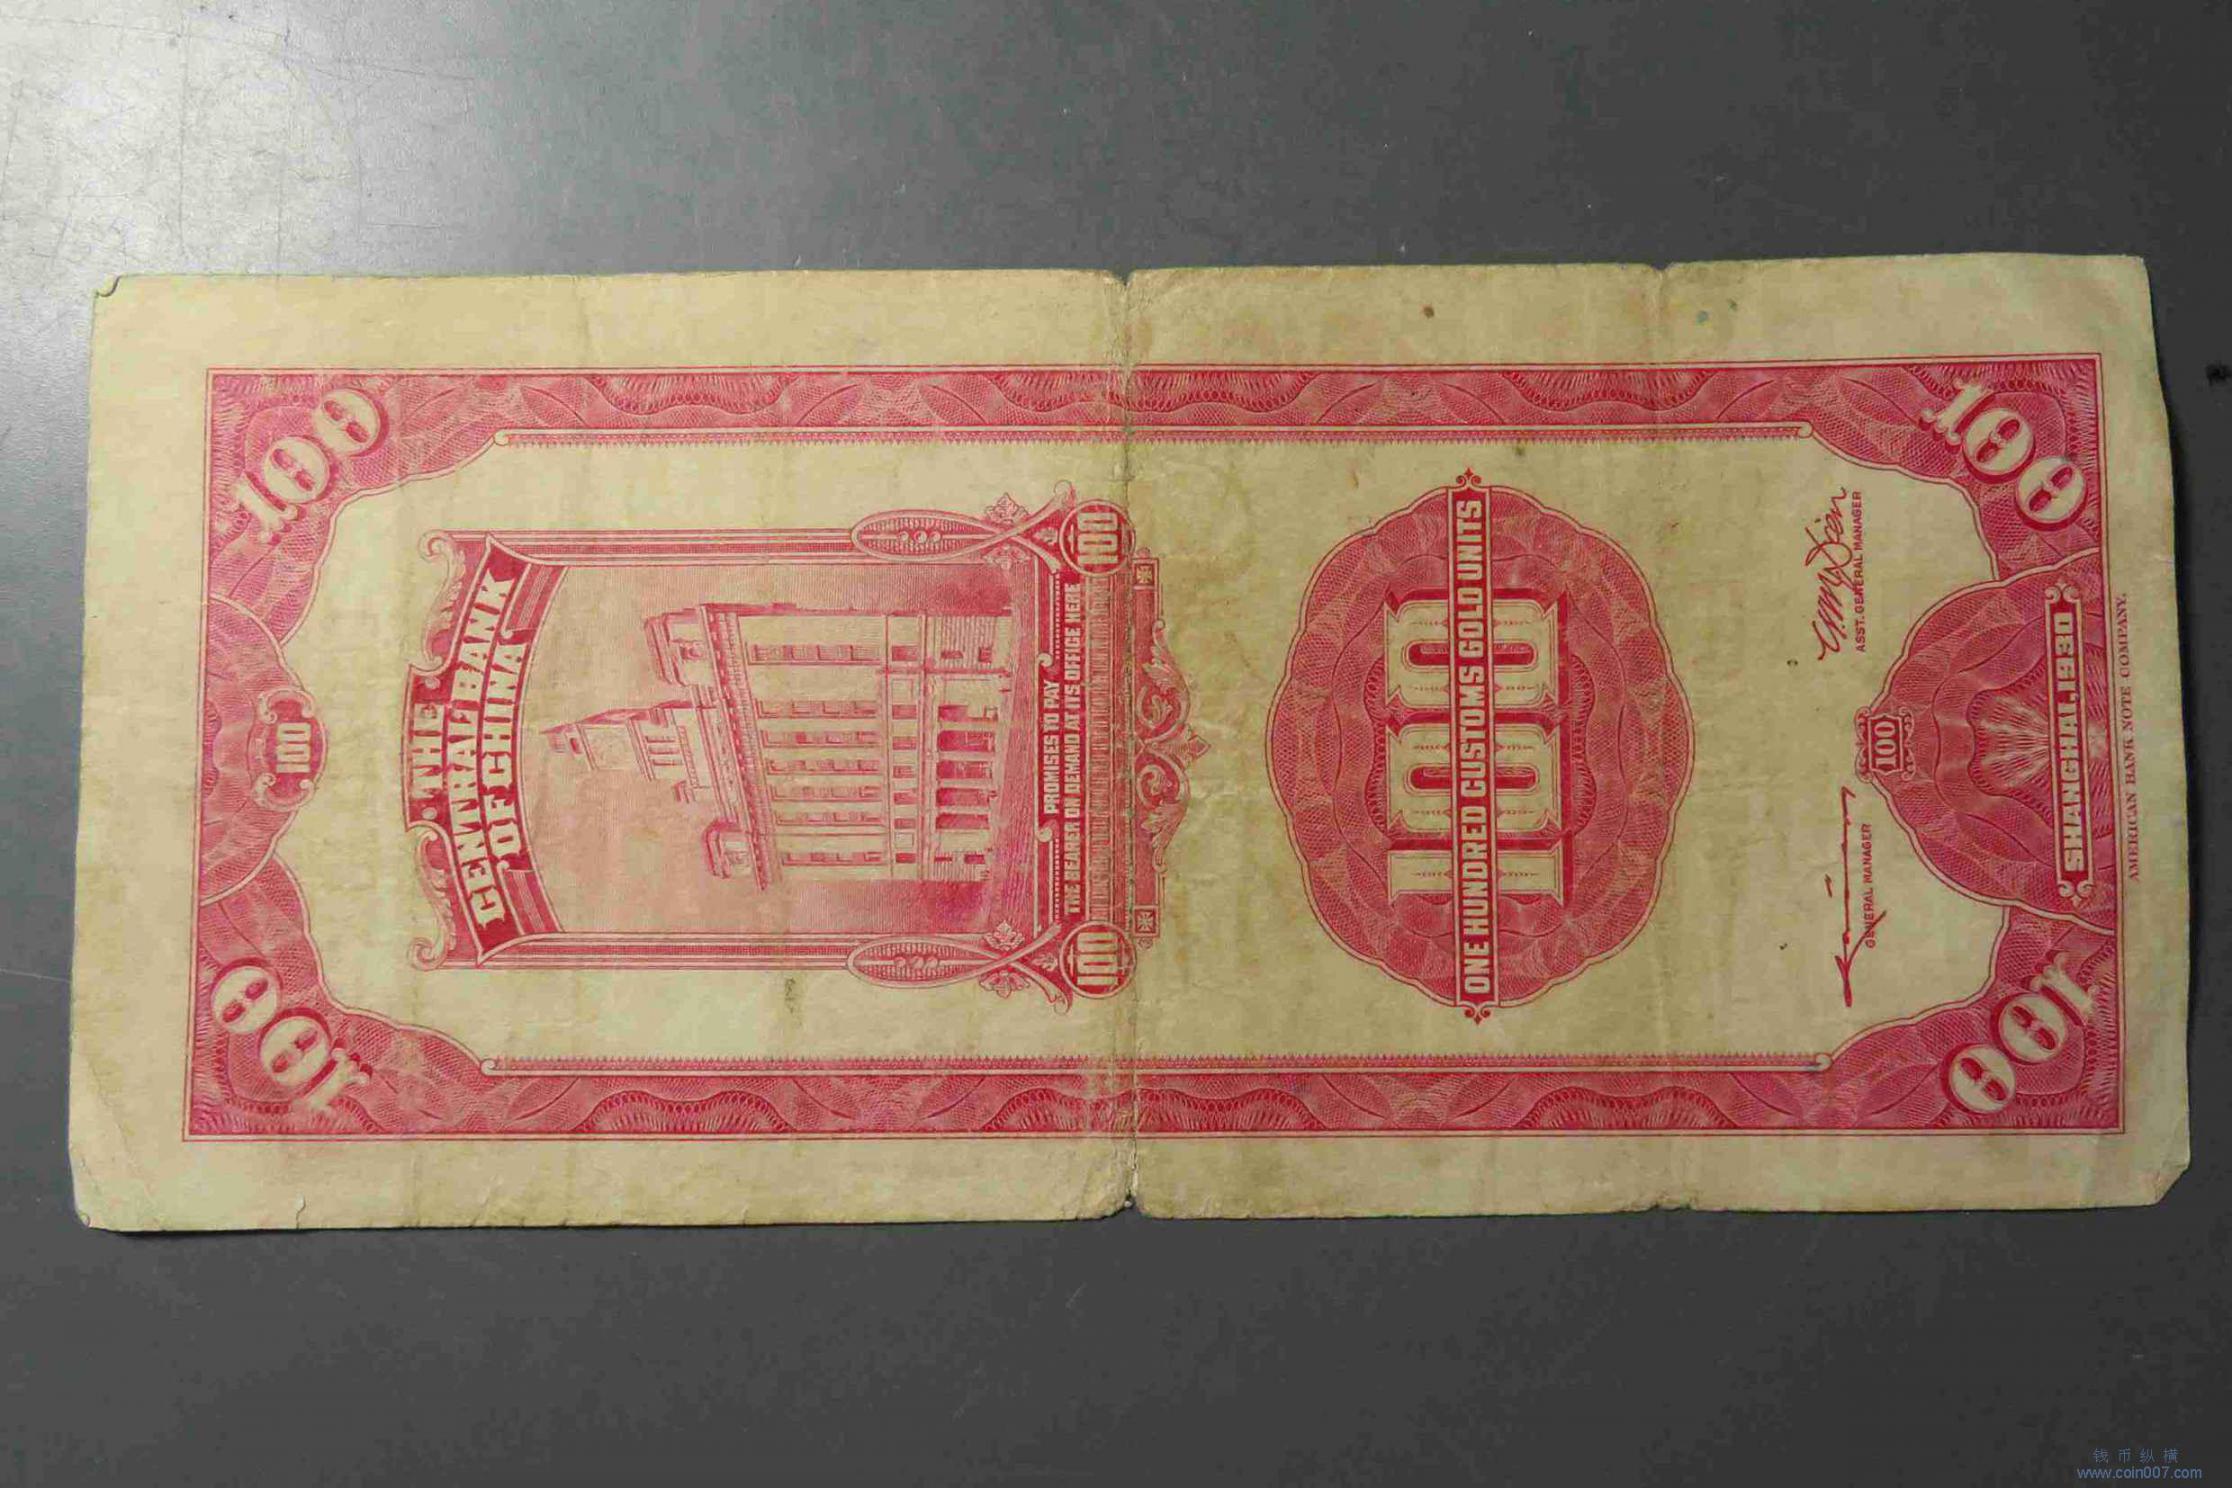 100
100
100
THE
CENTRAL BANK
OF CHINA
PROMISES TO PAY
THE BEARER ON DEMAND AT ITS OFFICE HERE
100
100
100
ONE HUNDRED CUSTOMS GOLD UNITS
GENERAL MANAGER
ASST. GENERAL MANAGER
100
100
100
SHANGHAI, 1930
AMERICAN BANK NOTE COMPANY.
钱币纵横
www.coin007.com